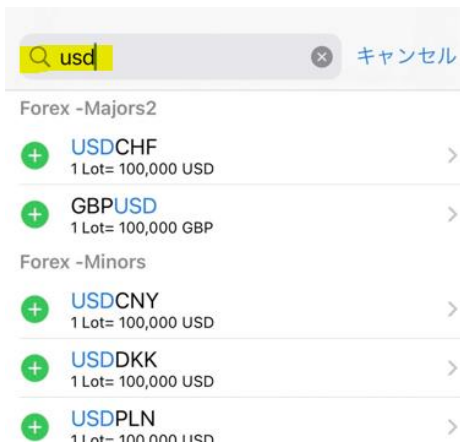 usd キャンセル
Forex -Majors2
USDCHF
1 Lot= 100,000 USD
GBPUSD
1 Lot= 100,000 GBP
Forex -Minors
USDCNY
1 Lot= 100,000 USD
USDDKK
1 Lot= 100,000 USD
USDPLN
1 Lot= 100,000 USD